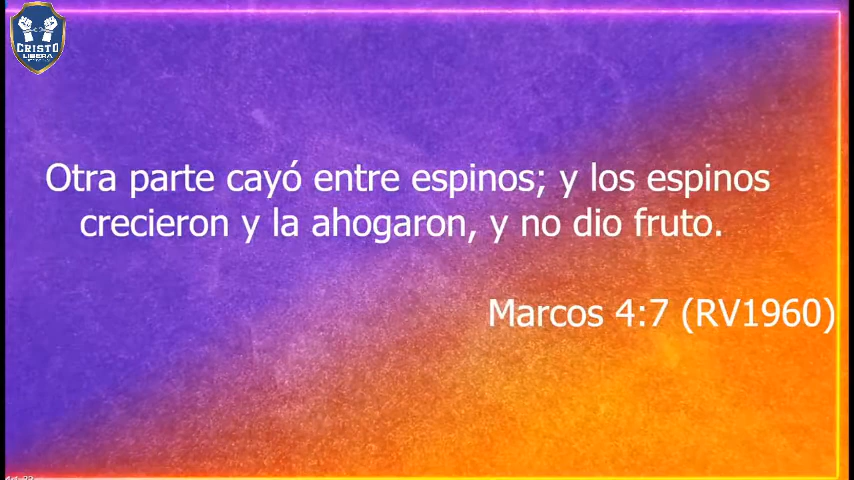 CRISTO
LIBERA
Otra parte cayó entre espinos; y los espinos
crecieron y la ahogaron, y no dio fruto.
Marcos 4:7 (RV1960)